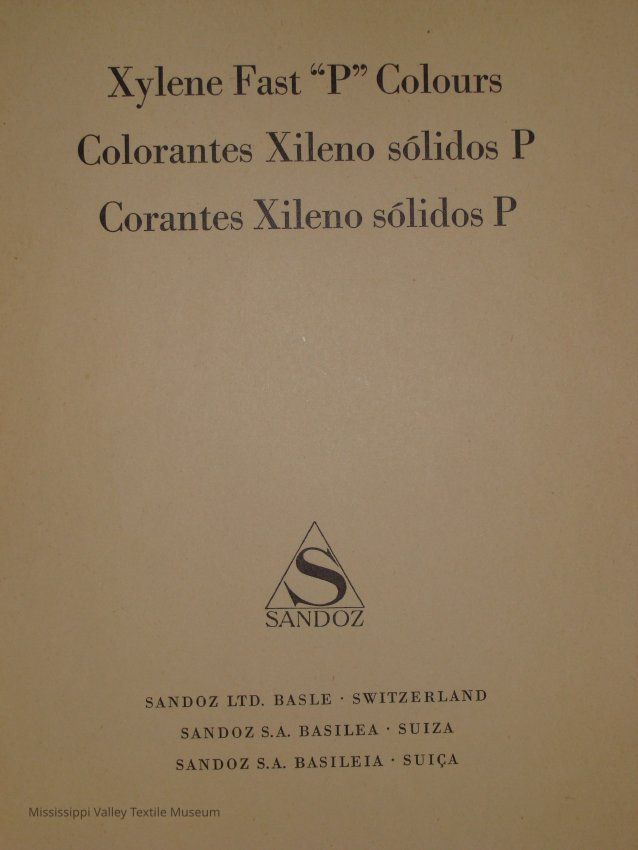 Xylene Fast “P” Colours
Colorantes Xileno sólidos P
Corantes Xileno sólidos P
S
SANDOZ
SANDOZ LTD. BASLE · SWITZERLAND
SANDOZ S.A. BASILEA · SUIZA
SANDOZ S.A. BASILEIA · SUIÇA
Mississippi Valley Textile Museum